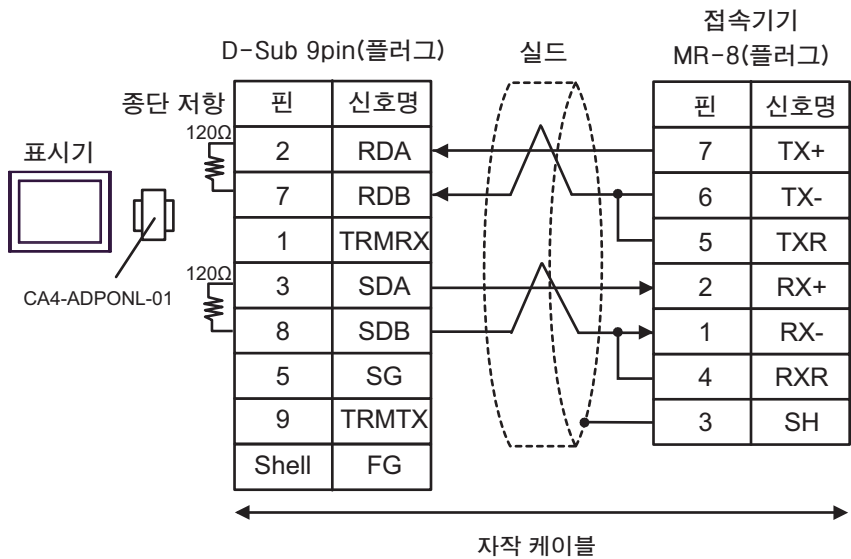 접속기기
D-Sub 9pin(플러그) 실드 MR-8(플러그)
종단 저항 핀 신호명 핀 신호명
120Ω 2 RDA 7 TX+
표시기
7 RDB 6 TX-
1 TRMRX 5 TXR
120Ω 3 SDA 2 RX+
CA4-ADPONL-01
8 SDB 1 RX-
5 SG 4 RXR
9 TRMTX 3 SH
Shell FG
자작 케이블